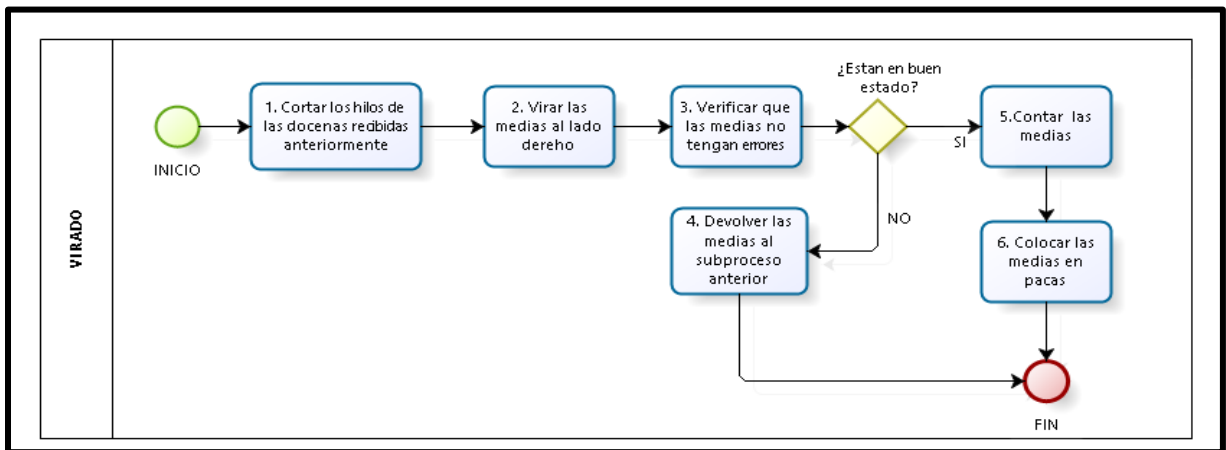 VIRADO
INICIO
1. Cortar los hilos de
las docenas recibidas
anteriormente
2. Virar las
medias al lado
dereho
3. Verificar que
las medias no
tengan errores
¿Estan en buen
estado?
SI
NO
4. Devolver las
medias al
subproceso
anterior
5.Contar las
medias
6. Colocar las
medias en
pacas
FIN